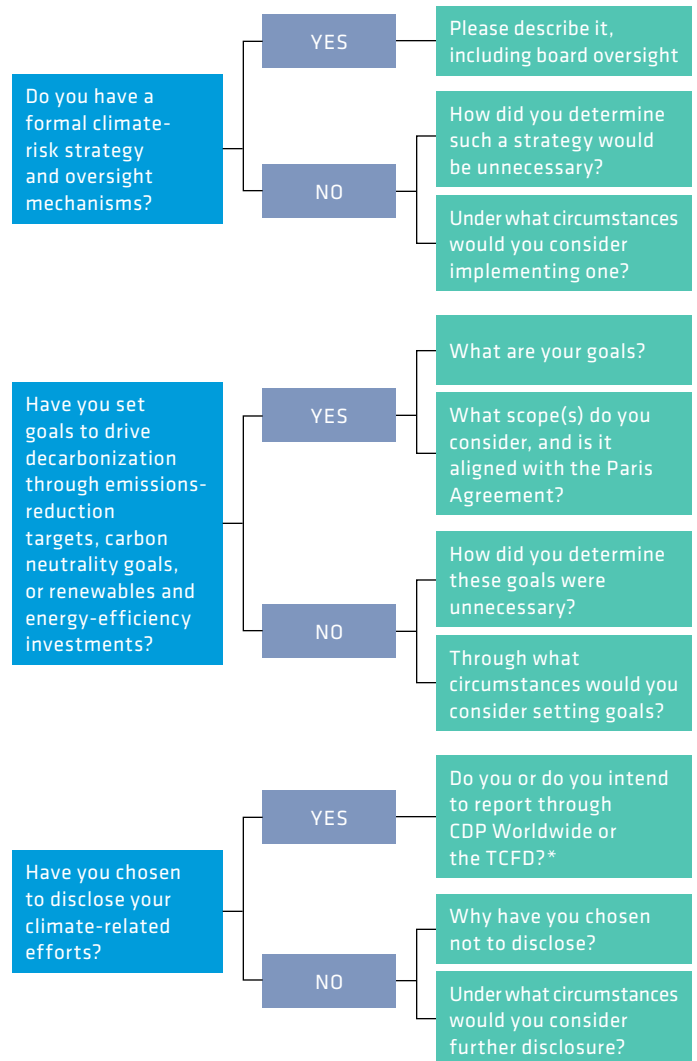 Do you have a
formal climate-
risk strategy
and oversight
mechanisms?
YES
Please describe it,
including board oversight
NO
How did you determine
such a strategy would
be unnecessary?
Under what circumstances
would you consider
implementing one?
Have you set
goals to drive
decarbonization
through emissions-
reduction
targets, carbon
neutrality goals,
or renewables and
energy-efficiency
investments?
YES
What are your goals?
What scope(s) do you
consider, and is it
aligned with the Paris
Agreement?
NO
How did you determine
these goals were
unnecessary?
Through what
circumstances would you
consider setting goals?
Have you chosen
to disclose your
climate-related
efforts?
YES
Do you or do you intend
to report through
CDP Worldwide or
the TCFD?*
NO
Why have you chosen
not to disclose?
Under what circumstances
would you consider
further disclosure?